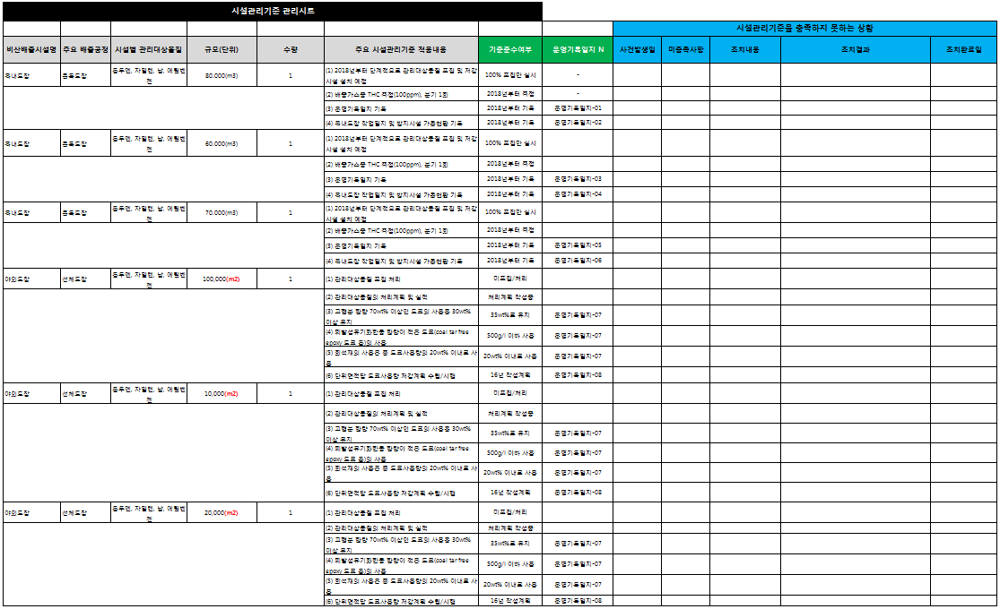 시설관리기준 관리시트
시설관리기준을 충족하지 못하는 상황
비산배출시설명 주요 배출공정 시설별 관리대상물질 규모(단위) 수량 주요 시설관리기준 적용내용 기준준수여부 운영기록일지 N 사건발생일 미충족사항 조치내용 조치결과 조치완료일
옥내도장 블록도장 톨루엔, 자일렌, 납, 에틸벤젠 80,000(m3) 1 (1) 2018년부터 단계적으로 관리대상물질 포집 및 저감시설 설치 예정 100% 포집만 실시 -
(2) 배출가스중 THC 측정(100ppm), 분기 1회 2018년부터 측정 -
(3) 운영기록일지 기록 2018년부터 기록 운영기록일지-01
(4) 옥내도장 작업일지 및 방지시설 가동현황 기록 2018년부터 기록 운영기록일지-02
옥내도장 블록도장 톨루엔, 자일렌, 납, 에틸벤젠 60,000(m3) 1 (1) 2018년부터 단계적으로 관리대상물질 포집 및 저감시설 설치 예정 100% 포집만 실시
(2) 배출가스중 THC 측정(100ppm), 분기 1회 2018년부터 측정
(3) 운영기록일지 기록 2018년부터 기록 운영기록일지-03
(4) 옥내도장 작업일지 및 방지시설 가동현황 기록 2018년부터 기록 운영기록일지-04
옥내도장 블록도장 톨루엔, 자일렌, 납, 에틸벤젠 70,000(m3) 1 (1) 2018년부터 단계적으로 관리대상물질 포집 및 저감시설 설치 예정 100% 포집만 실시
(2) 배출가스중 THC 측정(100ppm), 분기 1회 2018년부터 측정
(3) 운영기록일지 기록 2018년부터 기록 운영기록일지-05
(4) 옥내도장 작업일지 및 방지시설 가동현황 기록 2018년부터 기록 운영기록일지-06
야외도장 선체도장 톨루엔, 자일렌, 납, 에틸벤젠 100,000(m2) 1 (1) 관리대상물질 포집 처리 미포집/처리
(2) 관리대상물질의 처리계획 및 실적 처리계획 작성중
(3) 고형분 함량 70wt% 이상인 도료의 사용중 30wt% 이상 유지 35wt%로 유지 운영기록일지-07
(4) 휘발성유기화합물 함량이 적은 도료(coal tar free epoxy 도료 등)의 사용 500g/l 이하 사용 운영기록일지-07
(5) 희석재의 사용은 총 도료사용량의 20wt% 이내로 사용 20wt% 이내로 사용 운영기록일지-07
(6) 단위면적당 도료사용량 저감계획 수립/시행 16년 작성계획 운영기록일지-08
야외도장 선체도장 톨루엔, 자일렌, 납, 에틸벤젠 10,000(m2) 1 (1) 관리대상물질 포집 처리 미포집/처리
(2) 관리대상물질의 처리계획 및 실적 처리계획 작성중
(3) 고형분 함량 70wt% 이상인 도료의 사용중 30wt% 이상 유지 35wt%로 유지 운영기록일지-07
(4) 휘발성유기화합물 함량이 적은 도료(coal tar free epoxy 도료 등)의 사용 500g/l 이하 사용 운영기록일지-07
(5) 희석재의 사용은 총 도료사용량의 20wt% 이내로 사용 20wt% 이내로 사용 운영기록일지-07
(6) 단위면적당 도료사용량 저감계획 수립/시행 16년 작성계획 운영기록일지-08
야외도장 선체도장 톨루엔, 자일렌, 납, 에틸벤젠 20,000(m2) 1 (1) 관리대상물질 포집 처리 미포집/처리
(2) 관리대상물질의 처리계획 및 실적 처리계획 작성중
(3) 고형분 함량 70wt% 이상인 도료의 사용중 30wt% 이상 유지 35wt%로 유지 운영기록일지-07
(4) 휘발성유기화합물 함량이 적은 도료(coal tar free epoxy 도료 등)의 사용 500g/l 이하 사용 운영기록일지-07
(5) 희석재의 사용은 총 도료사용량의 20wt% 이내로 사용 20wt% 이내로 사용 운영기록일지-07
(6) 단위면적당 도료사용량 저감계획 수립/시행 16년 작성계획 운영기록일지-08